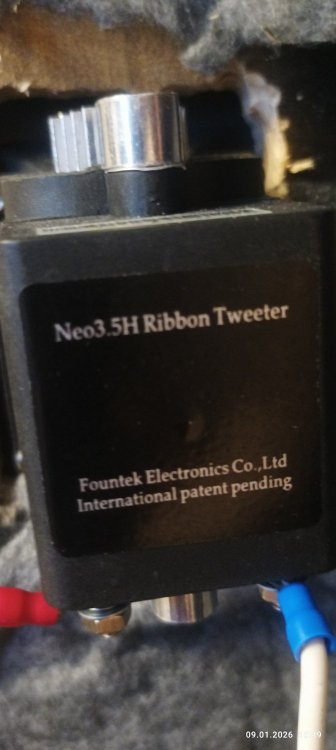 Neo3.5H Ribbon Tweeter
Fountek Electronics Co.,Ltd
International patent pending
09.01.2026